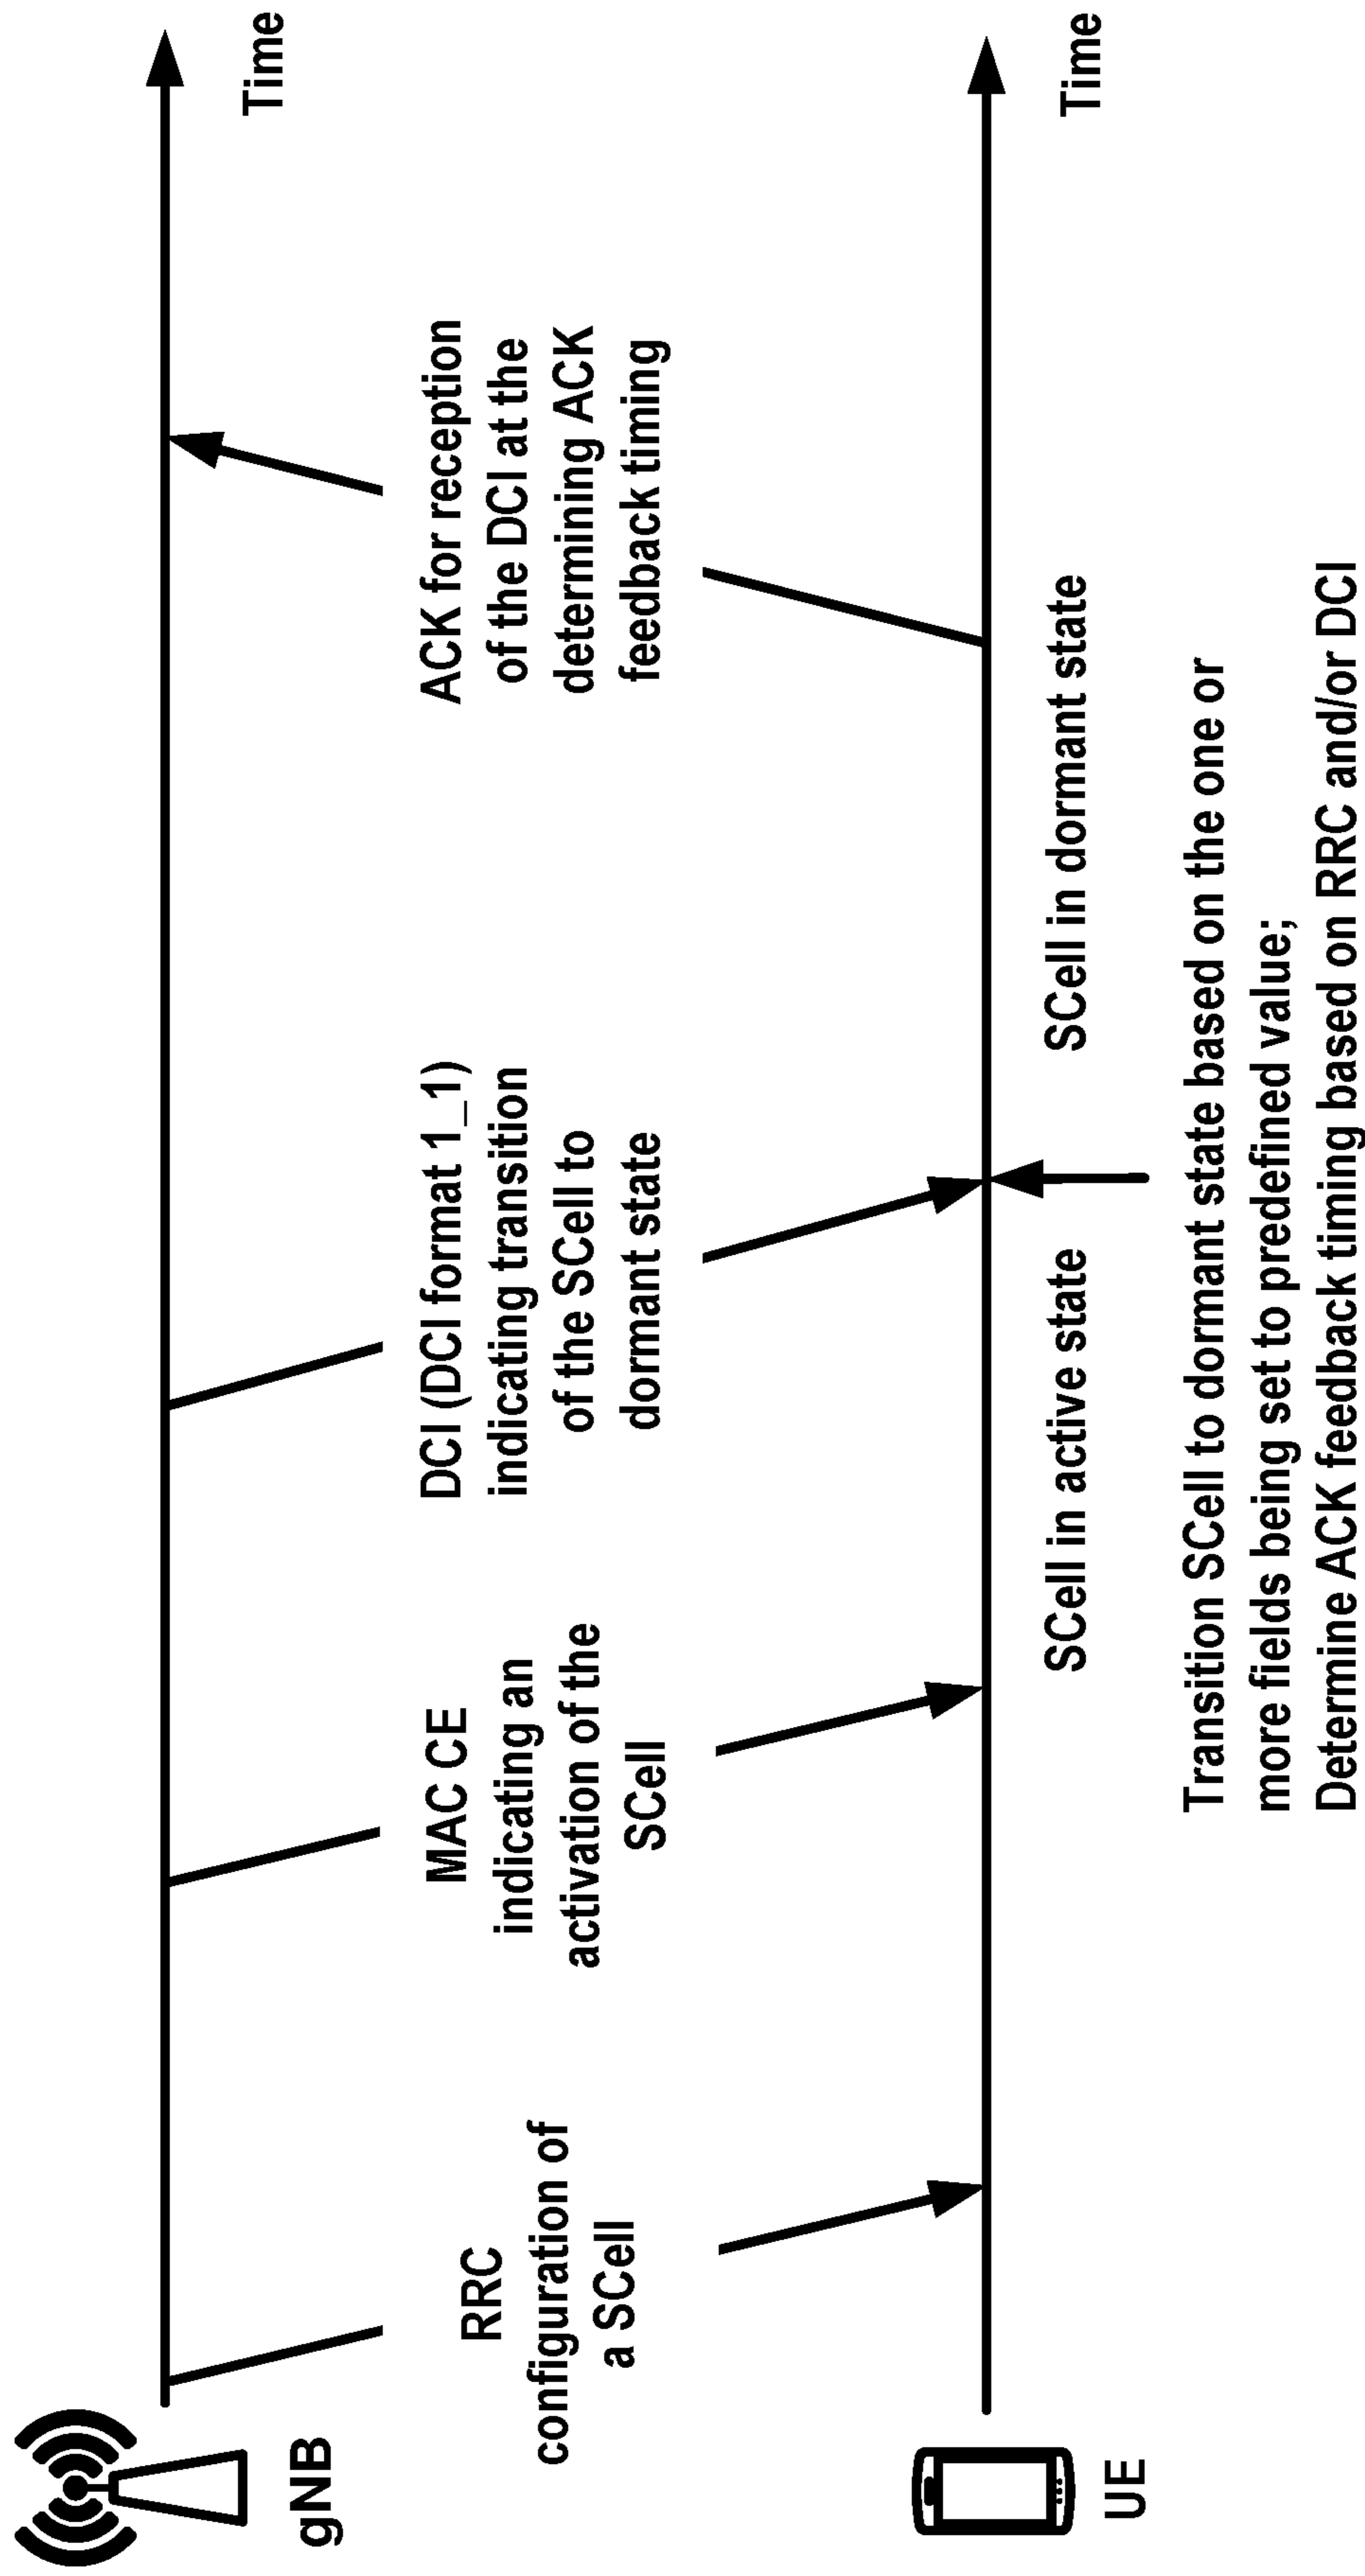 gNB
Time
RRC
configuration of
a SCell
MAC CE
indicating an
activation of the
SCell
DCI (DCI format 1_1)
indicating transition
of the SCell to
dormant state
ACK for reception
of the DCI at the
determining ACK
feedback timing
UE
Time
SCell in active state
SCell in dormant state
Transition SCell to dormant state based on the one or
more fields being set to predefined value;
Determine ACK feedback timing based on RRC and/or DCI